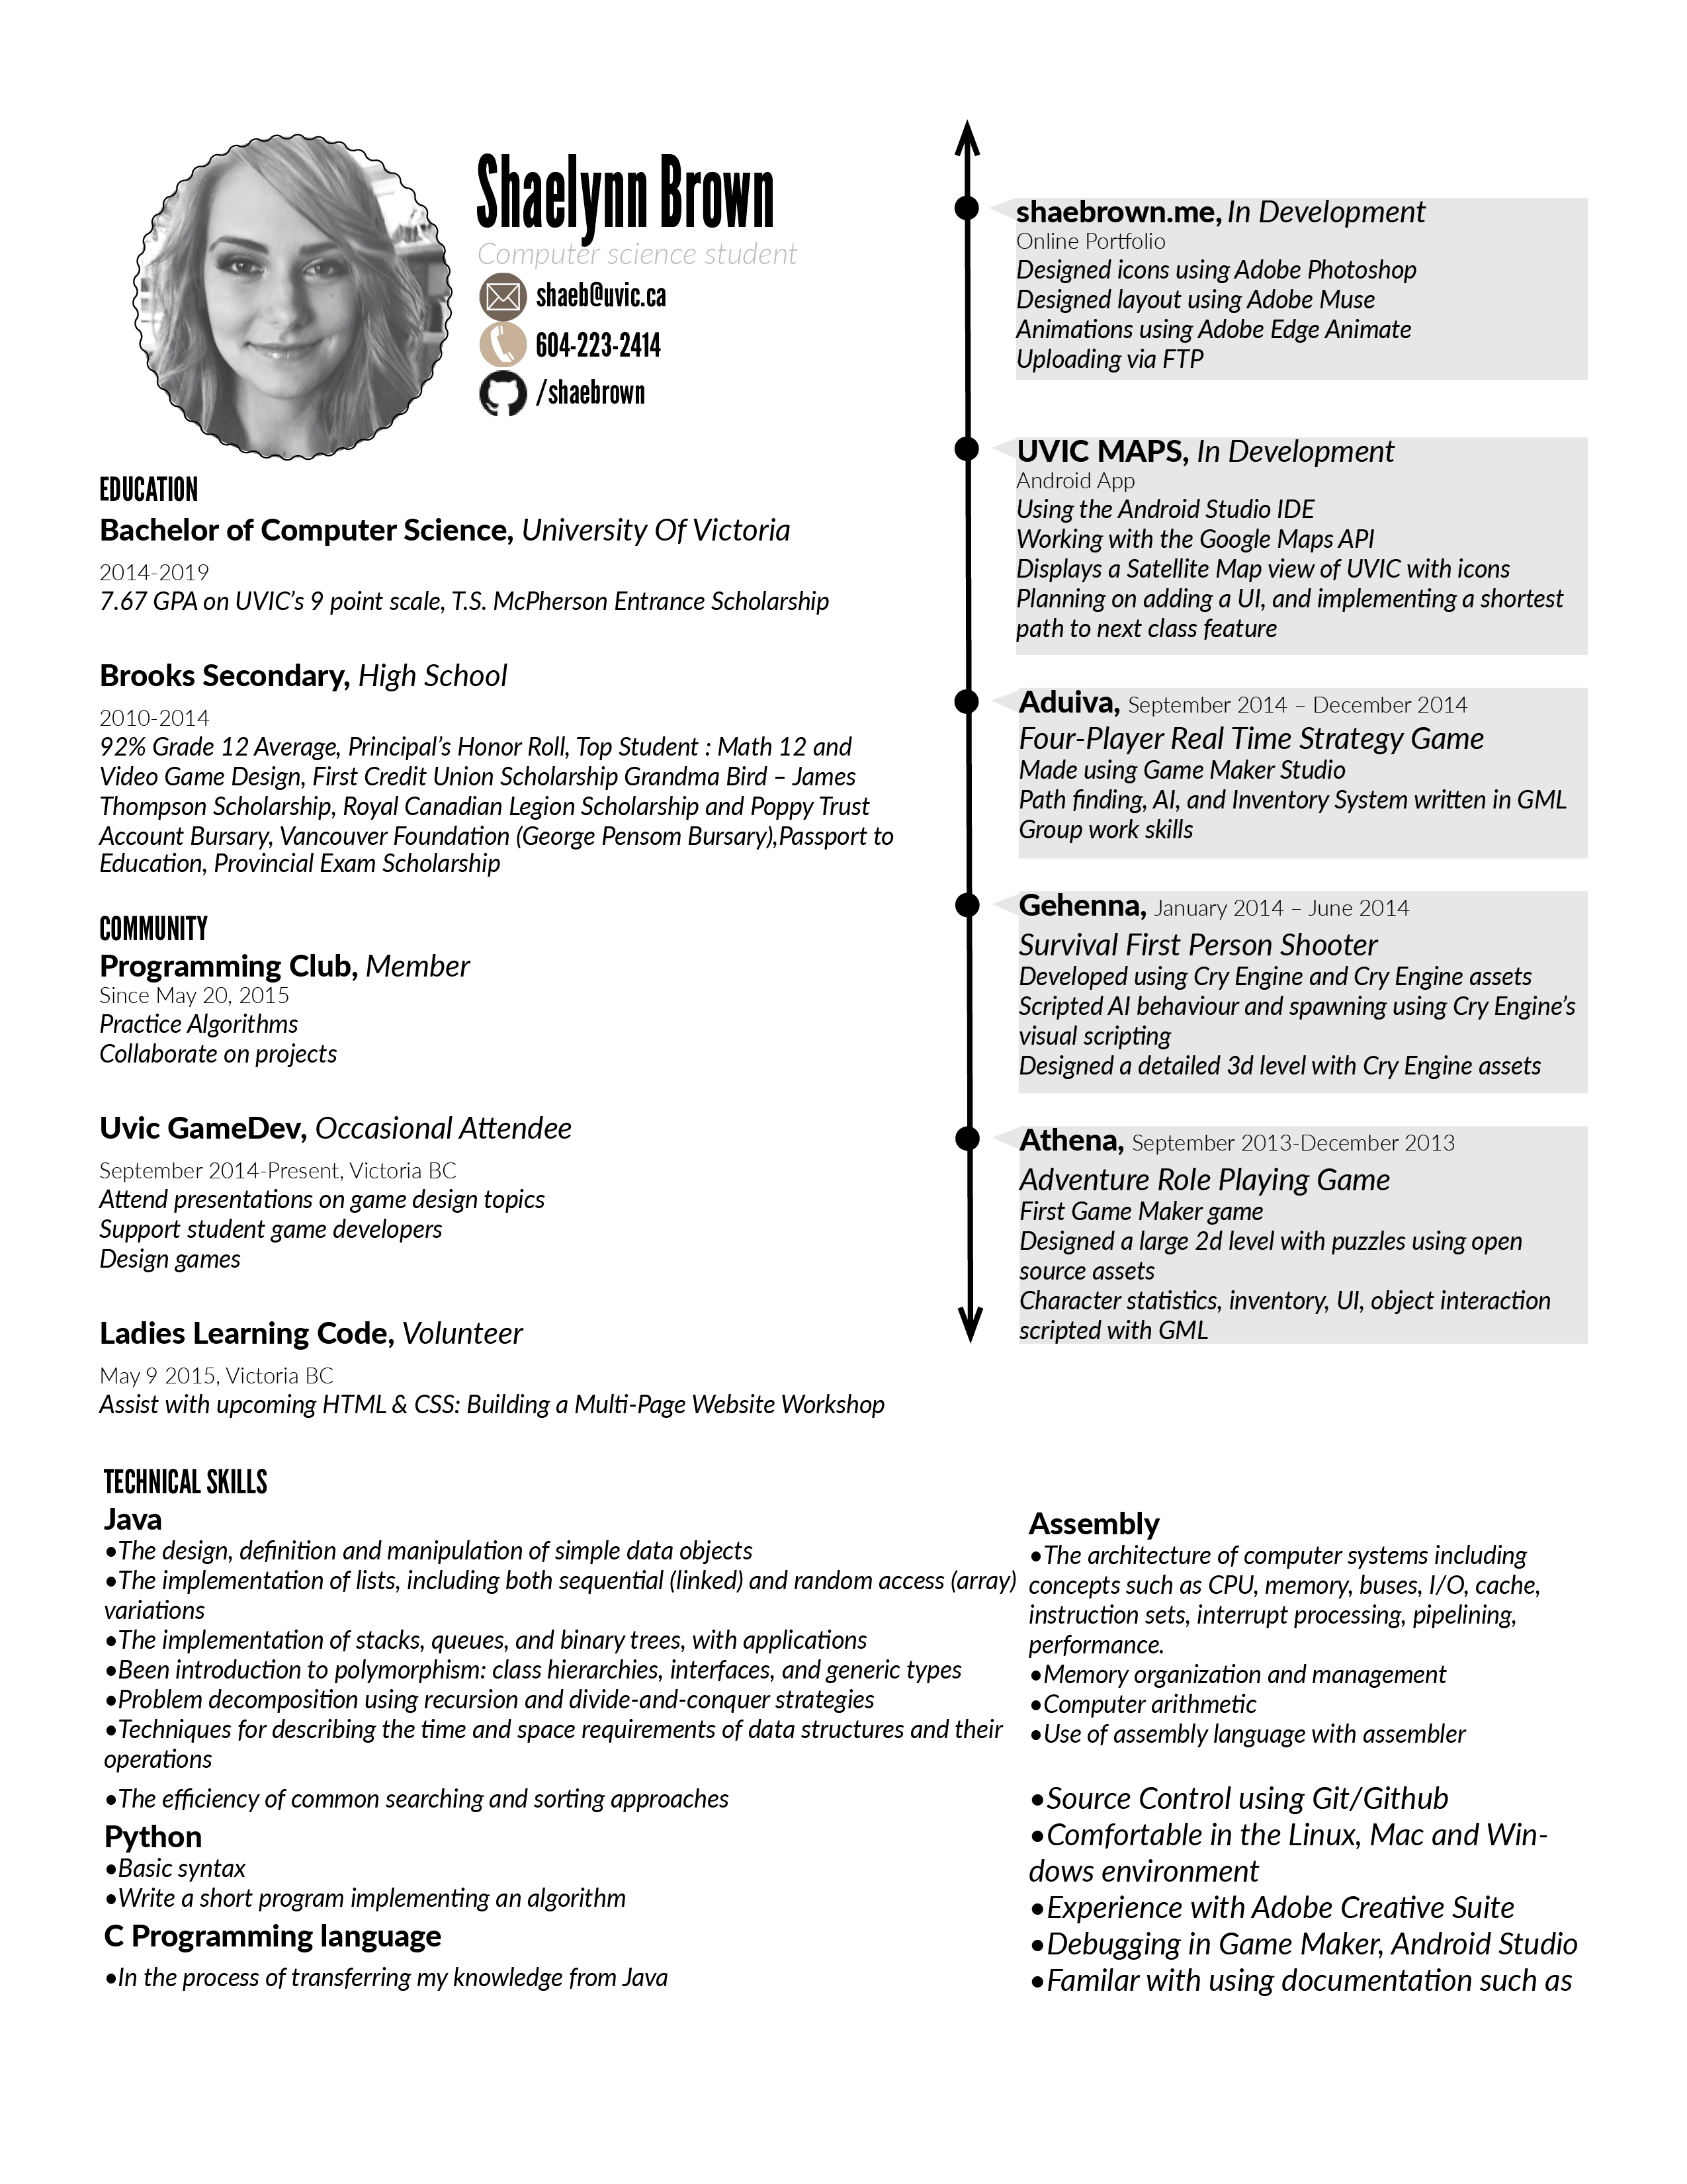 Shaelynn Brown
Computer science student
shaeb@uvic.ca
604-223-2414
/shaebrown
EDUCATION
Bachelor of Computer Science, University Of Victoria
2014-2019
7.67 GPA on UVIC's 9 point scale, T.S. McPherson Entrance Scholarship
Brooks Secondary, High School
2010-2014
92% Grade 12 Average, Principal's Honor Roll, Top Student : Math 12 and
Video Game Design, First Credit Union Scholarship Grandma Bird – James
Thompson Scholarship, Royal Canadian Legion Scholarship and Poppy Trust
Account Bursary, Vancouver Foundation (George Pensom Bursary),Passport to
Education, Provincial Exam Scholarship
COMMUNITY
Programming Club, Member
Since May 20, 2015
Practice Algorithms
Collaborate on projects
Uvic GameDev, Occasional Attendee
September 2014-Present, Victoria BC
Attend presentations on game design topics
Support student game developers
Design games
Ladies Learning Code, Volunteer
May 9 2015, Victoria BC
Assist with upcoming HTML & CSS: Building a Multi-Page Website Workshop
shaebrown.me, In Development
Online Portfolio
Designed icons using Adobe Photoshop
Designed layout using Adobe Muse
Animations using Adobe Edge Animate
Uploading via FTP
UVIC MAPS, In Development
Android App
Using the Android Studio IDE
Working with the Google Maps API
Displays a Satellite Map view of UVIC with icons
Planning on adding a UI, and implementing a shortest
path to next class feature
Aduiva, September 2014 – December 2014
Four-Player Real Time Strategy Game
Made using Game Maker Studio
Path finding, AI, and Inventory System written in GML
Group work skills
Gehenna, January 2014 – June 2014
Survival First Person Shooter
Developed using Cry Engine and Cry Engine assets
Scripted AI behaviour and spawning using Cry Engine's
visual scripting
Designed a detailed 3d level with Cry Engine assets
Athena, September 2013-December 2013
Adventure Role Playing Game
First Game Maker game
Designed a large 2d level with puzzles using open
source assets
Character statistics, inventory, UI, object interaction
scripted with GML
TECHNICAL SKILLS
Java
•The design, definition and manipulation of simple data objects
•The implementation of lists, including both sequential (linked) and random access (array)
variations
•The implementation of stacks, queues, and binary trees, with applications
•Been introduction to polymorphism: class hierarchies, interfaces, and generic types
•Problem decomposition using recursion and divide-and-conquer strategies
•Techniques for describing the time and space requirements of data structures and their
operations
•The efficiency of common searching and sorting approaches
Python
•Basic syntax
•Write a short program implementing an algorithm
C Programming language
•In the process of transferring my knowledge from Java
Assembly
•The architecture of computer systems including
concepts such as CPU, memory, buses, I/O, cache,
instruction sets, interrupt processing, pipelining,
performance.
•Memory organization and management
•Computer arithmetic
•Use of assembly language with assembler
•Source Control using Git/Github
•Comfortable in the Linux, Mac and Win-
dows environment
•Experience with Adobe Creative Suite
•Debugging in Game Maker, Android Studio
•Familar with using documentation such as